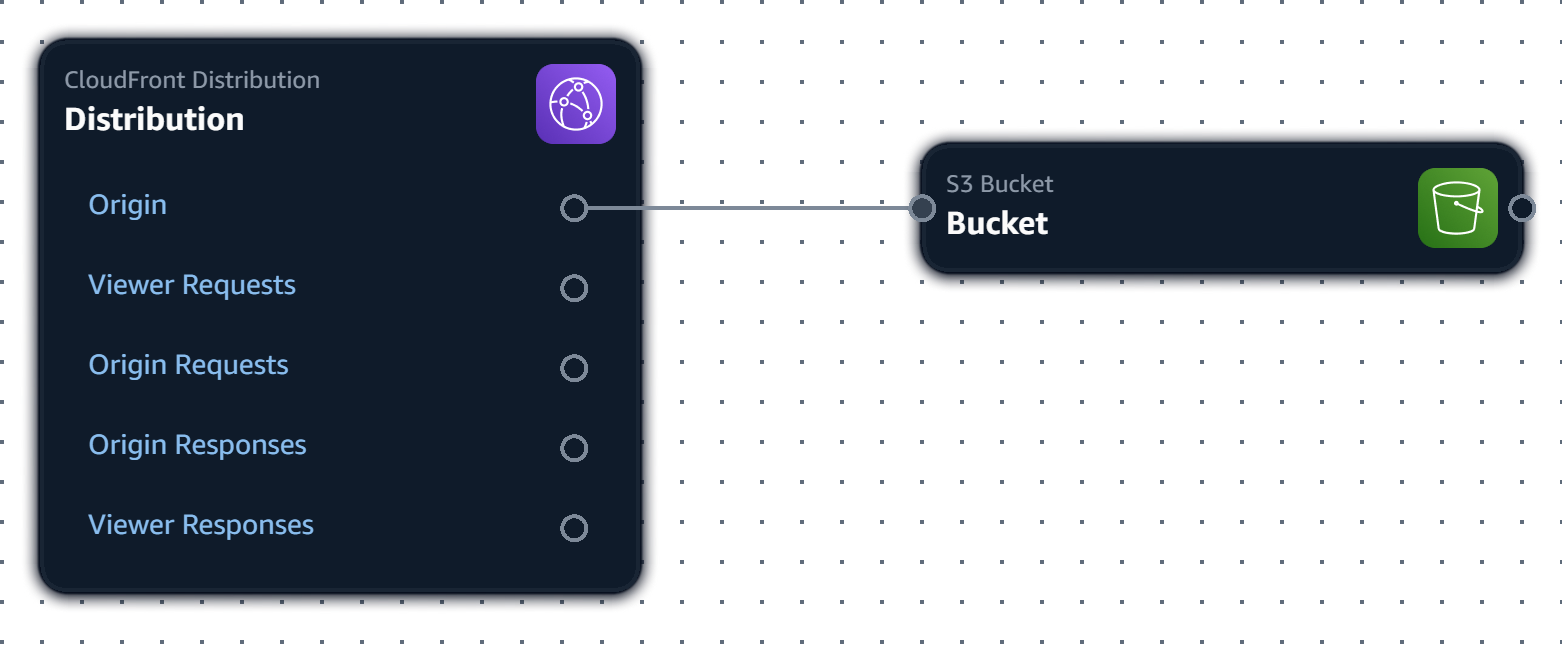 CloudFront Distribution
Distribution
Origin
Viewer Requests
Origin Requests
Origin Responses
Viewer Responses
S3 Bucket
Bucket